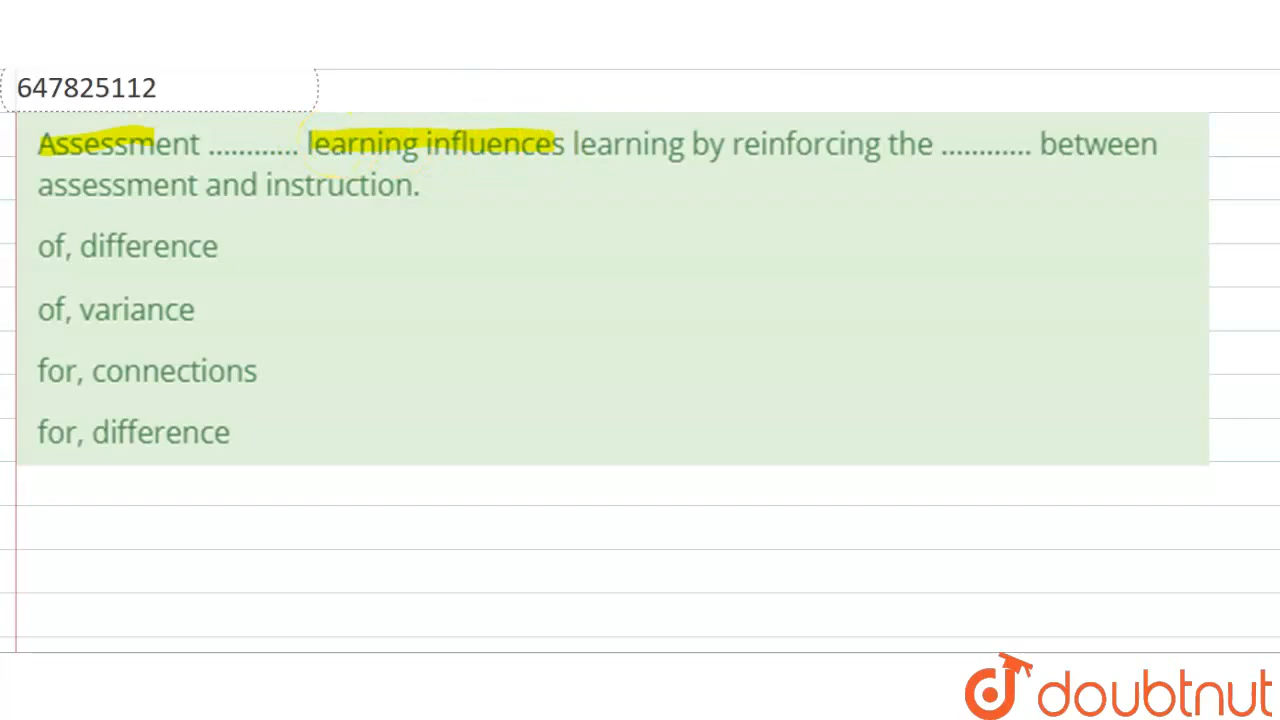 647825112
Assessment ............ learning influences learning by reinforcing the ............ between
assessment and instruction.
of, difference
of, variance
for, connections
for, difference
doubtnut